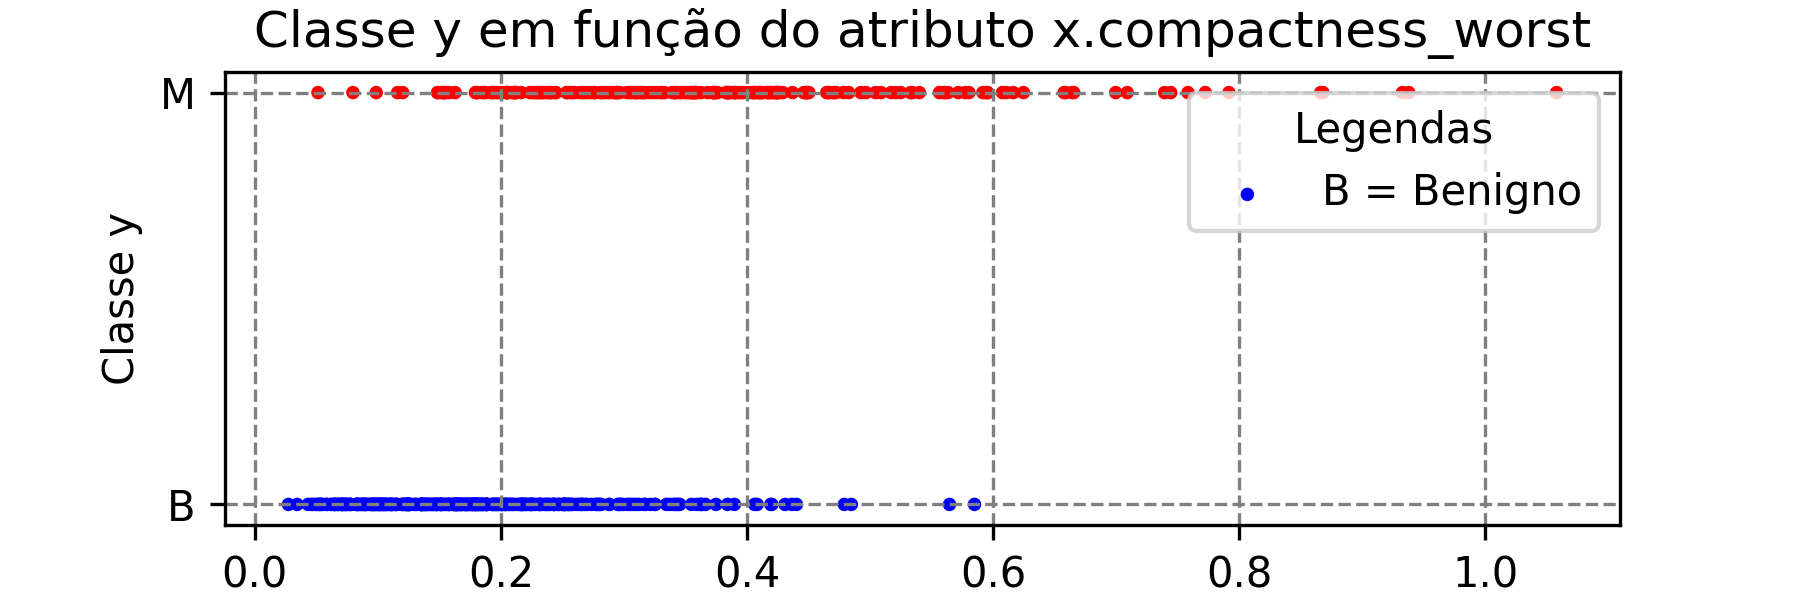 Classe y em função do atributo x.compactness_worst
Classe y
M
B
Legendas
B = Benigno
0.0 0.2 0.4 0.6 0.8 1.0